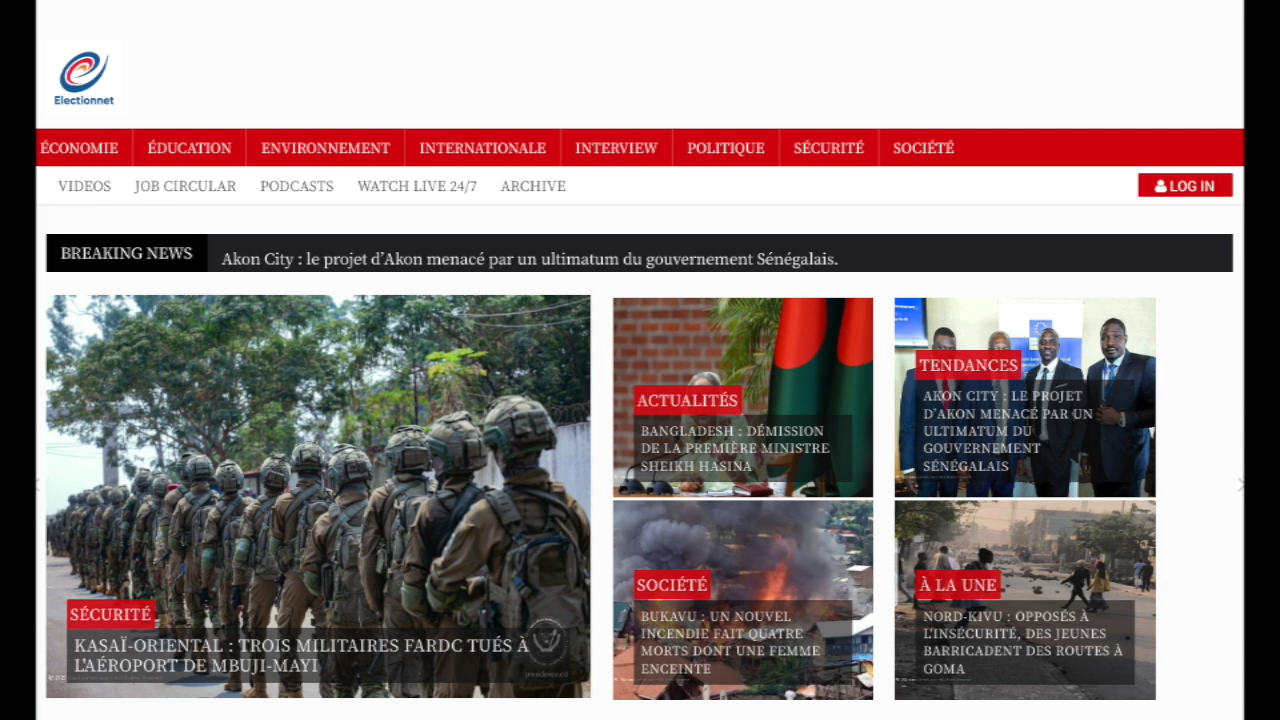 Electionnet
ÉCONOMIE
ÉDUCATION
ENVIRONNEMENT
INTERNATIONALE
INTERVIEW
POLITIQUE
SÉCURITÉ
SOCIÉTÉ
VIDEOS
JOB CIRCULAR
PODCASTS
WATCH LIVE 24/7
ARCHIVE
LOG IN
BREAKING NEWS
Akon City : le projet d'Akon menacé par un ultimatum du gouvernement Sénégalais.
SÉCURITÉ
KASAÏ-ORIENTAL : TROIS MILITAIRES FARDC TUÉS À
L'AÉROPORT DE MBUJI-MAYI
ACTUALITÉS
BANGLADESH : DÉMISSION
DE LA PREMIÈRE MINISTRE
SHEIKH HASINA
TENDANCES
AKON CITY : LE PROJET
D'AKON MENACÉ PAR UN
ULTIMATUM DU
GOUVERNEMENT
SÉNÉGALAIS
SOCIÉTÉ
BUKAVU : UN NOUVEL
INCENDIE FAIT QUATRE
MORTS DONT UNE FEMME
ENCEINTE
À LA UNE
NORD-KIVU : OPPOSÉS À
L'INSÉCURITÉ, DES JEUNES
BARRICADENT DES ROUTES À
GOMA